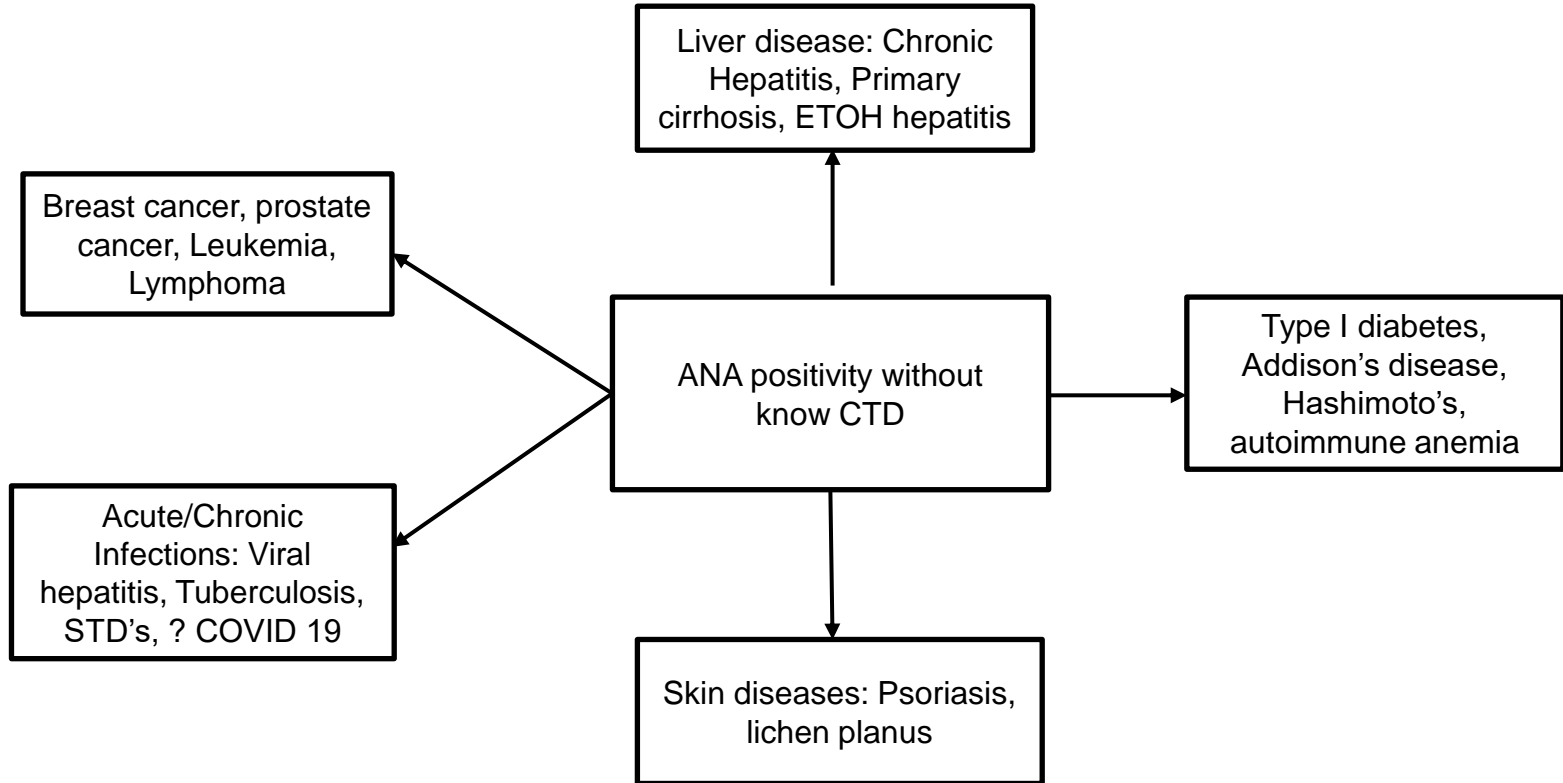 Liver disease: Chronic
Hepatitis, Primary
cirrhosis, ETOH hepatitis
Breast cancer, prostate
cancer, Leukemia,
Lymphoma
ANA positivity without
know CTD
Type I diabetes,
Addison’s disease,
Hashimoto’s,
autoimmune anemia
Acute/Chronic
Infections: Viral
hepatitis, Tuberculosis,
STD’s, ? COVID 19
Skin diseases: Psoriasis,
lichen planus